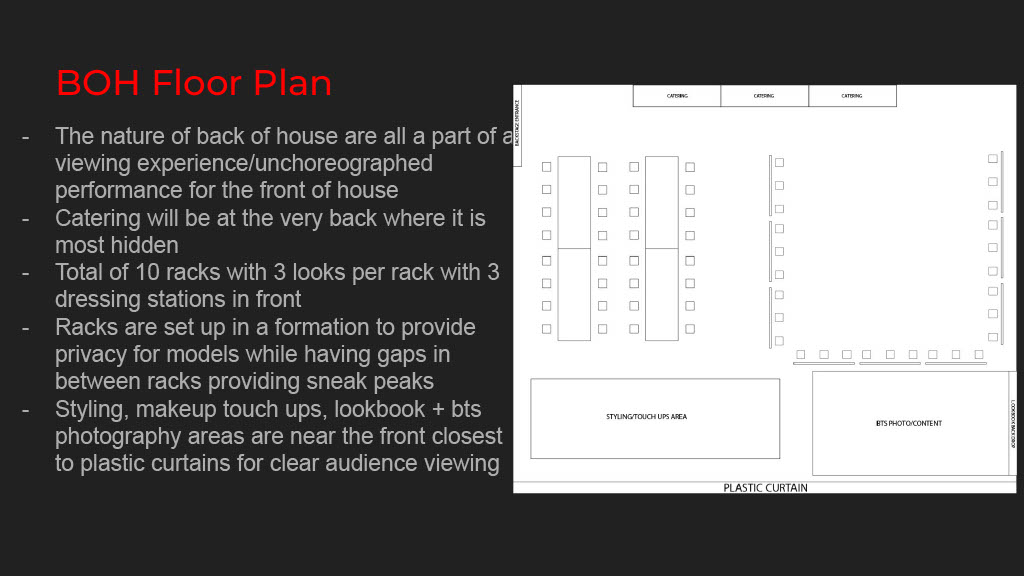 BOH Floor Plan
- The nature of back of house are all a part of a
viewing experience/unchoreographed
performance for the front of house
- Catering will be at the very back where it is
most hidden
- Total of 10 racks with 3 looks per rack with 3
dressing stations in front
- Racks are set up in a formation to provide
privacy for models while having gaps in
between racks providing sneak peaks
- Styling, makeup touch ups, lookbook + bts
photography areas are near the front closest
to plastic curtains for clear audience viewing
BACKSTAGE ENTRANCE
CATERING
CATERING
CATERING
STYLING/TOUCH UPS AREA
BTS PHOTO/CONTENT
LOOKBOOK BACKDROP
PLASTIC CURTAIN